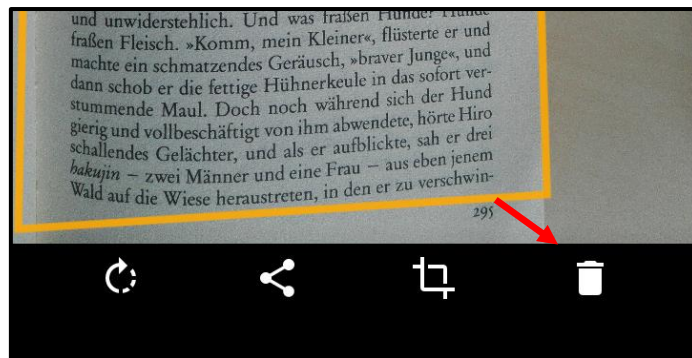 und unwiderstehlich. Und was fraßen Hunde? Hunde
fraßen Fleisch. »Komm, mein Kleiner«, flüsterte er und
machte ein schmatzendes Geräusch, »braver Junge«, und
dann schob er die fettige Hühnerkeule in das sofort ver-
stummende Maul. Doch noch während sich der Hund
gierig und vollbeschäftigt von ihm abwendete, hörte Hiro
schallendes Gelächter, und als er aufblickte, sah er drei
hakujin – zwei Männer und eine Frau – aus eben jenem
Wald auf die Wiese heraustreten, in den er zu verschwin-
295